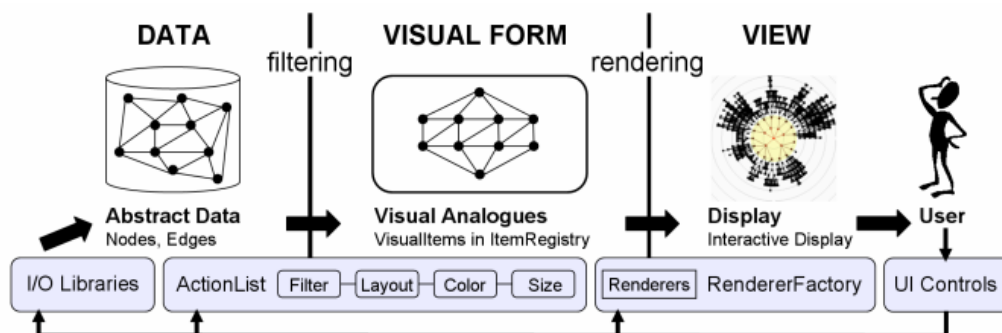 DATA
VISUAL FORM
VIEW
filtering
rendering
Abstract Data
Nodes, Edges
Visual Analogues
VisualItems in ItemRegistry
Display
Interactive Display
User
I/O Libraries
ActionList
Filter
Layout
Color
Size
Renderers
RendererFactory
UI Controls